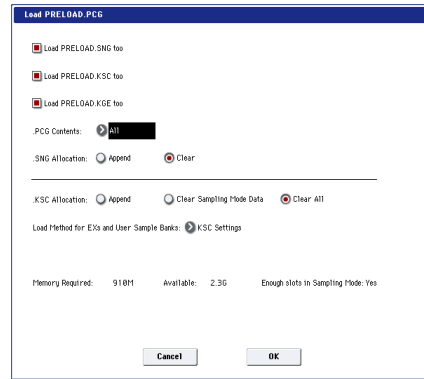 Load PRELOAD.PCG
Load PRELOAD.SNG too
Load PRELOAD.KSC too
Load PRELOAD.KGE too
.PCG Contents: All
.SNG Allocation: Append Clear
.KSC Allocation: Append Clear Sampling Mode Data Clear All
Load Method for EXs and User Sample Banks: KSC Settings
Memory Required: 910M Available: 2.3G Enough slots in Sampling Mode: Yes
Cancel OK